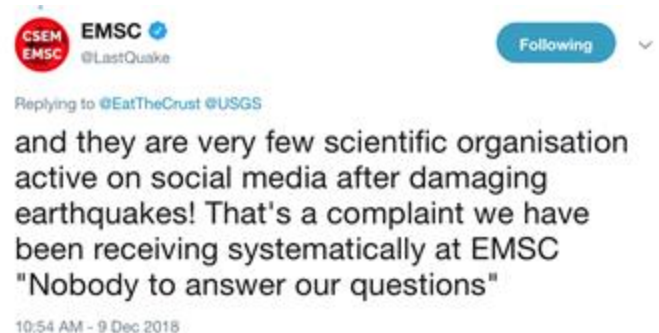 CSEM
EMSC
EMSC
@LastQuake
Following
Replying to @EatTheCrust @USGS
and they are very few scientific organisation
active on social media after damaging
earthquakes! That's a complaint we have
been receiving systematically at EMSC
"Nobody to answer our questions"
10:54 AM - 9 Dec 2018